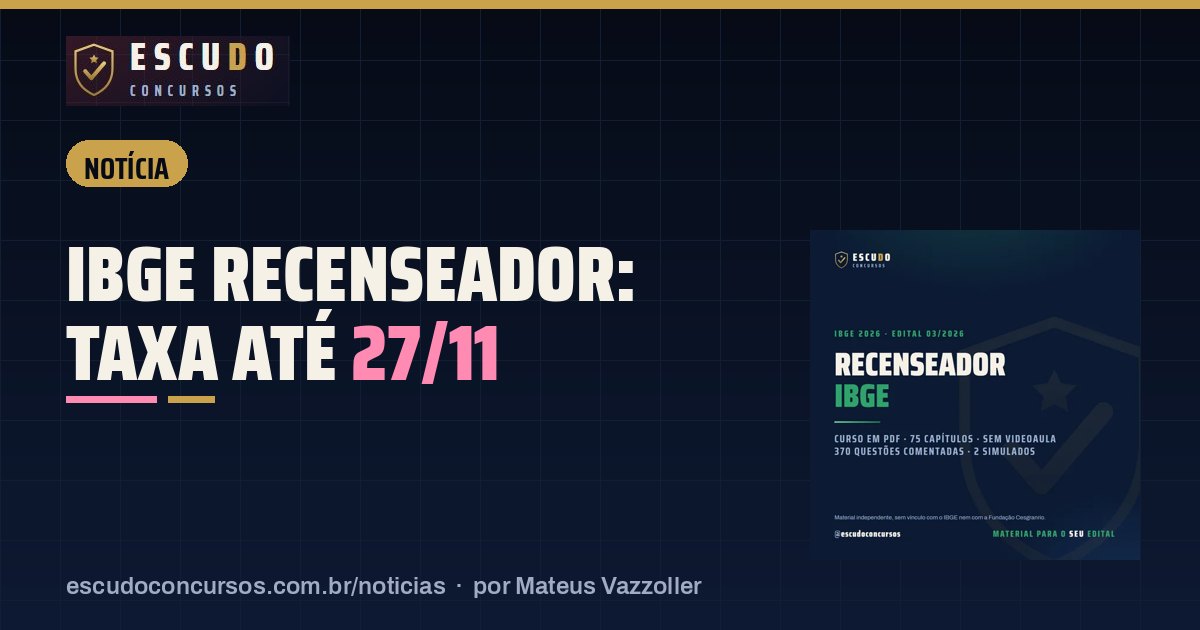 ESCUDO
CONCURSOS
NOTÍCIA
IBGE RECENSEADOR:
TAXA ATÉ 27/11
ESCUDO
CONCURSOS
IBGE 2026 · EDITAL 03/2026
RECENSEADOR
IBGE
CURSO EM PDF · 75 CAPÍTULOS · SEM VIDEOAULA
370 QUESTÕES COMENTADAS · 2 SIMULADOS
Material independente, sem vínculo com o IBGE nem com a Fundação Cesgranrio.
@escudoconcursos
MATERIAL PARA O SEU EDITAL
escudoconcursos.com.br/noticias · por Mateus Vazzoller